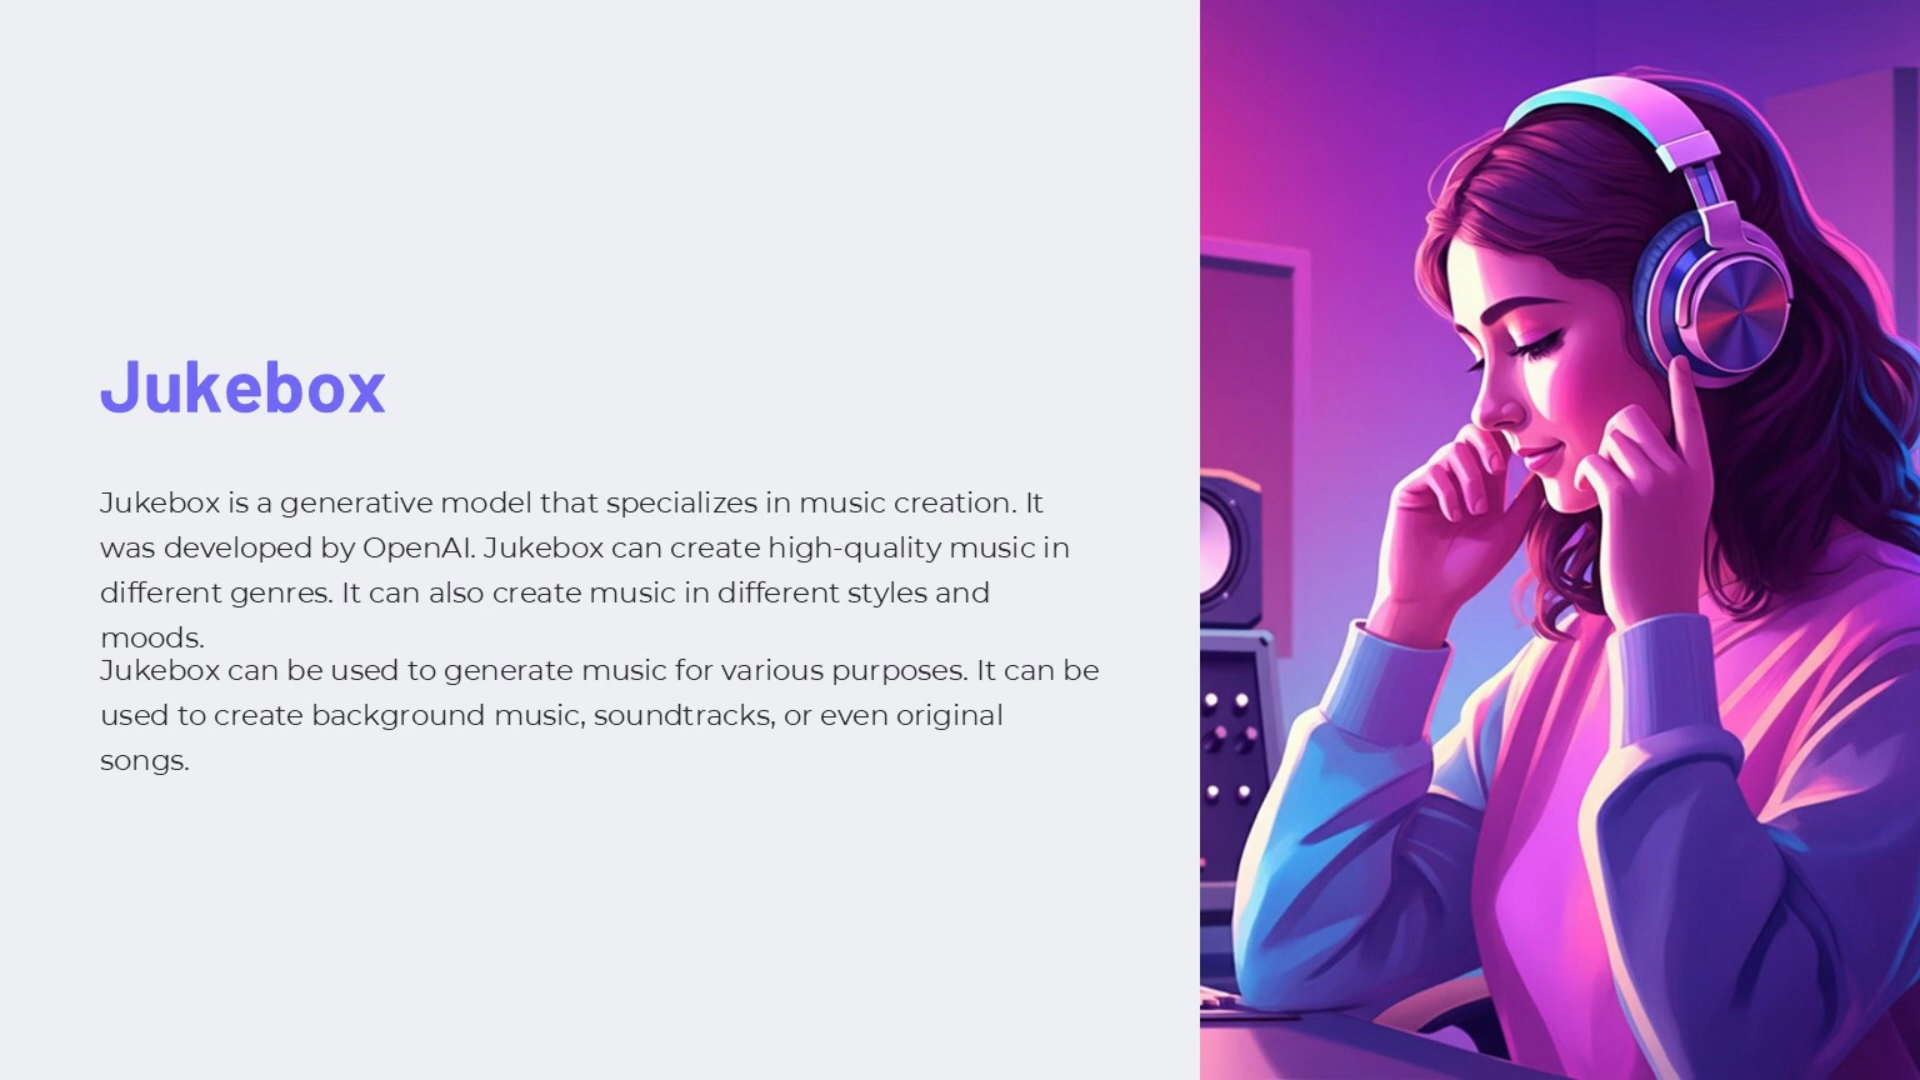 Jukebox
Jukebox is a generative model that specializes in music creation. It
was developed by OpenAI. Jukebox can create high-quality music in
different genres. It can also create music in different styles and
moods.
Jukebox can be used to generate music for various purposes. It can be
used to create background music, soundtracks, or even original
songs.